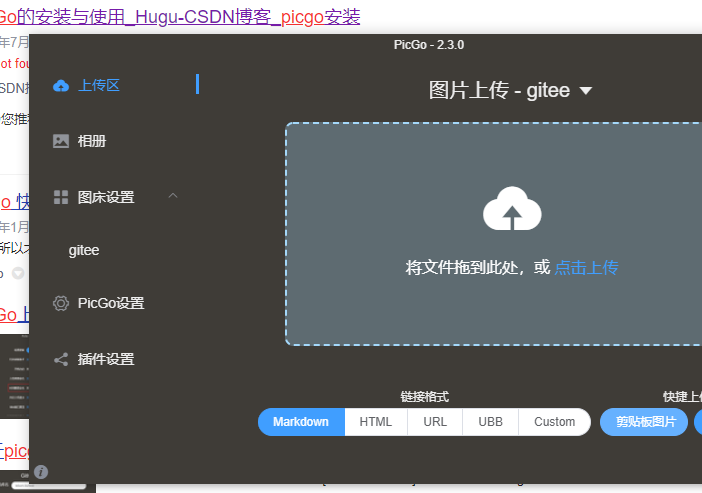 Go的安装与使用_Hugu-CSDN博客_picgo安装
年7月
ot fou
SDN
您推
go 快
年1月
所以
Go上
picg
PicGo - 2.3.0
上传区
相册
图床设置
gitee
PicGo设置
插件设置
图片上传 - gitee
将文件拖到此处，或 点击上传
链接格式
快捷上传
Markdown HTML URL UBB Custom 剪贴板图片